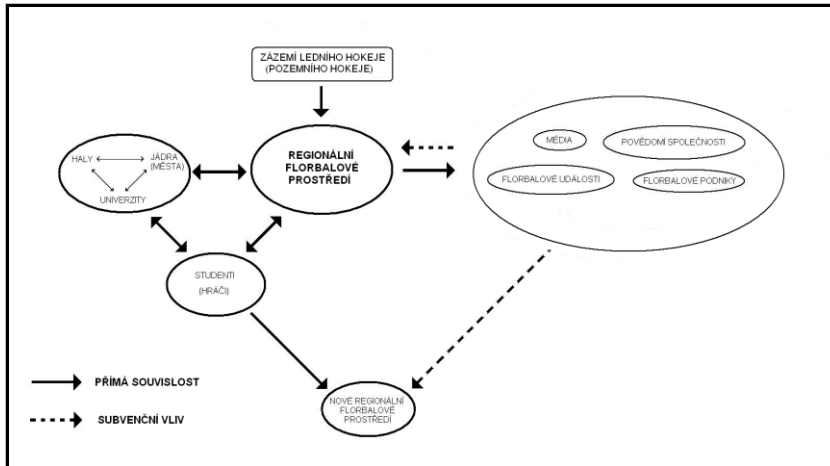 ZÁZEMÍ LEDNÍHO HOKEJE
(POZEMNÍHO HOKEJE)
REGIONÁLNÍ
FLORBALOVÉ
PROSTŘEDÍ
HALY
JÁDRA
(MĚSTA)
UNIVERZITY
MÉDIA
POVĚDOMÍ SPOLEČNOSTI
FLORBALOVÉ UDÁLOSTI
FLORBALOVÉ PODNIKY
STUDENTI
(HRÁČI)
NOVÉ REGIONÁLNÍ
FLORBALOVÉ
PROSTŘEDÍ
PŘÍMÁ SOUVISLOST
SUBVENČNÍ VLIV